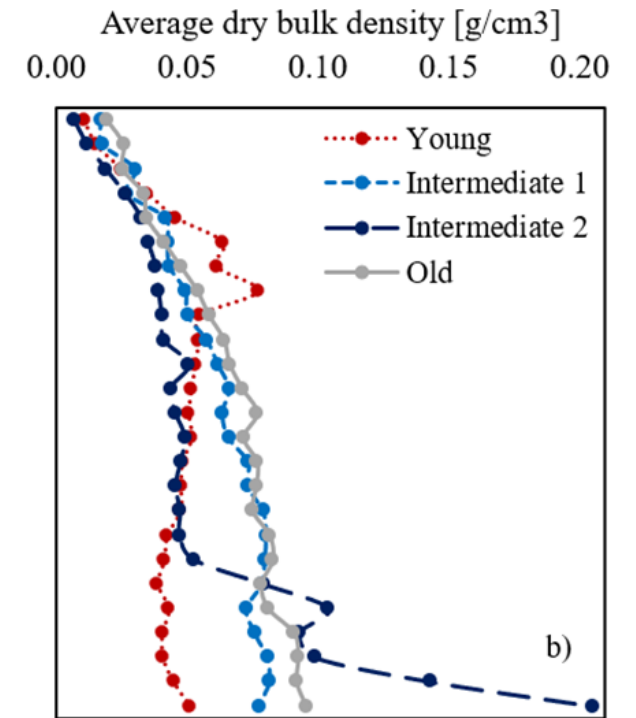 Average dry bulk density [g/cm3]
0.00 0.05 0.10 0.15 0.20
Young
Intermediate 1
Intermediate 2
Old
b)